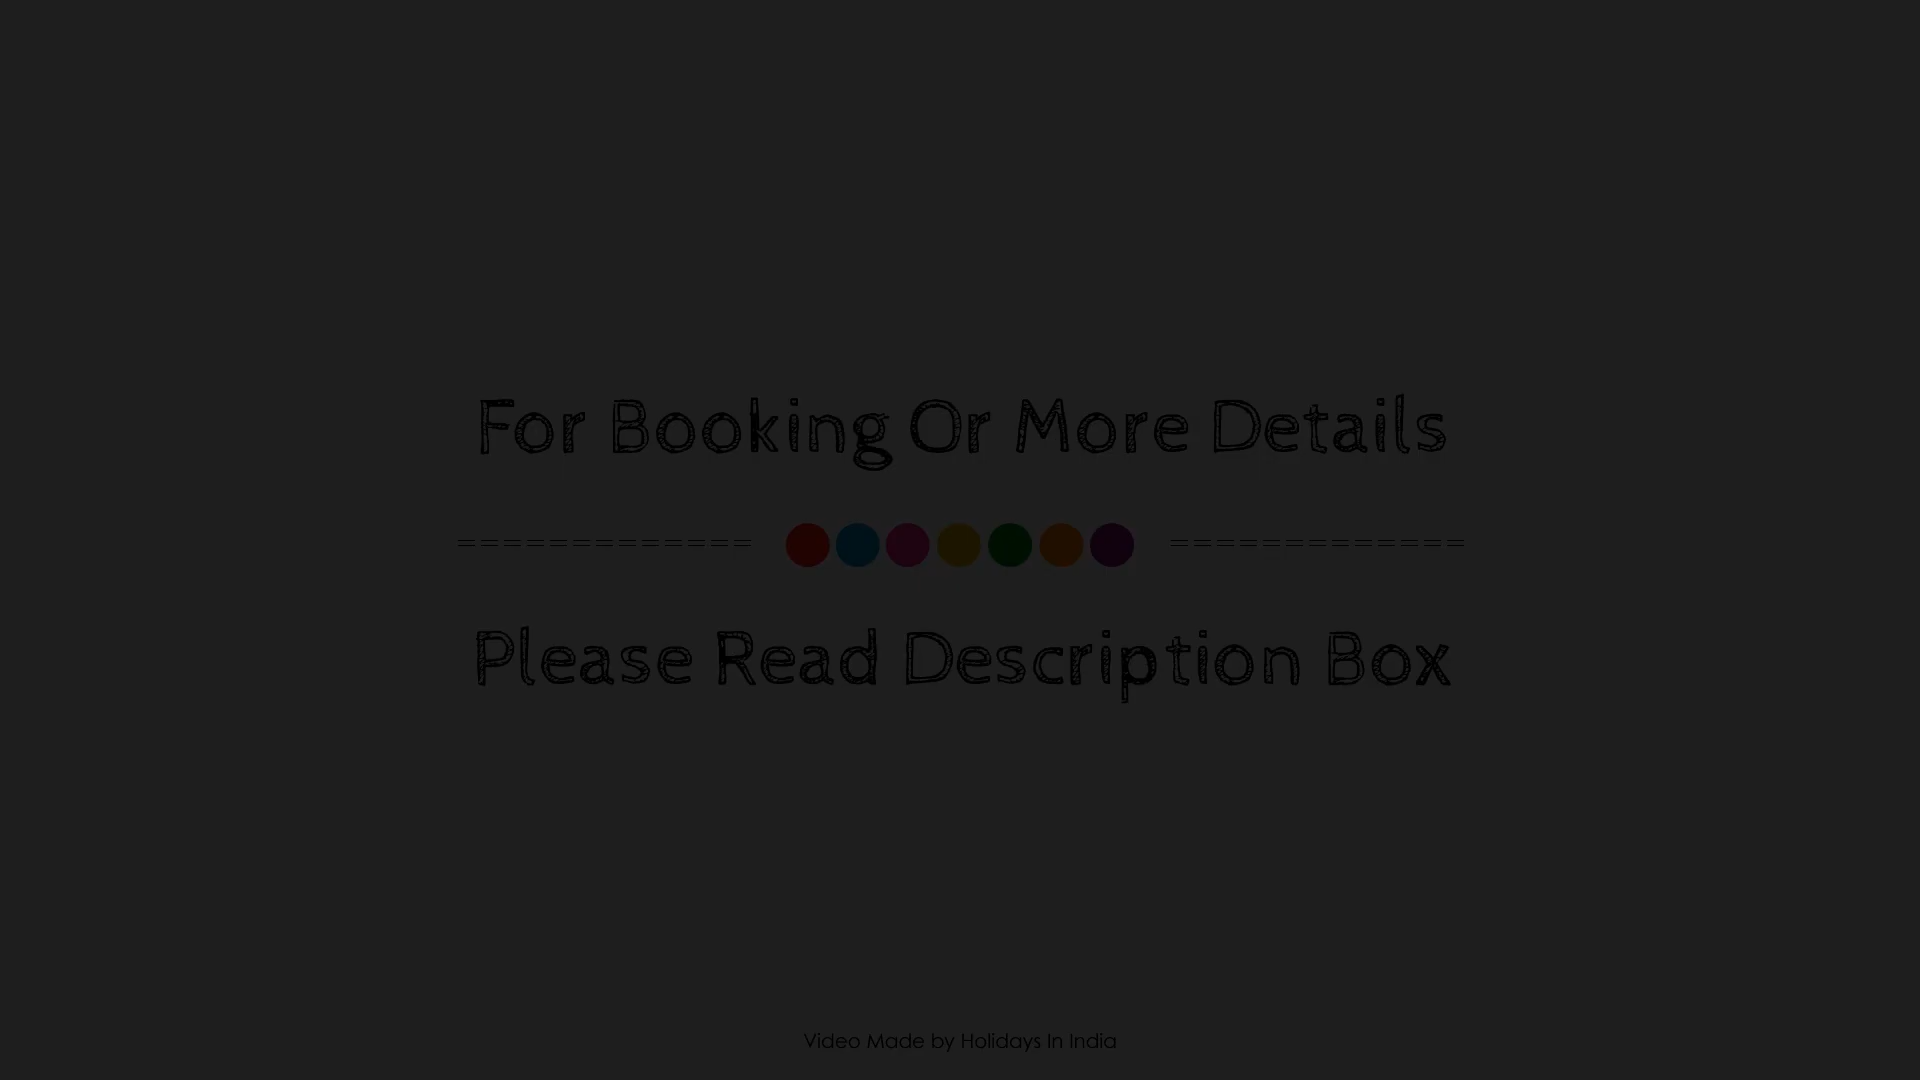 For Booking Or More Details
============= =============
Please Read Description Box
Video Made by Holidays In India